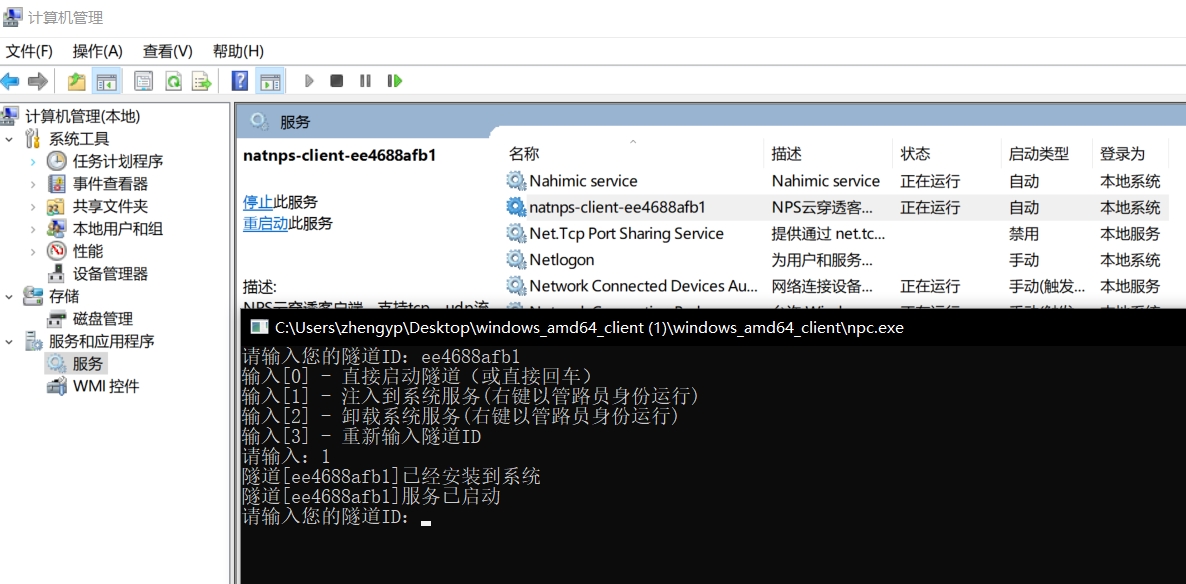 计算机管理
文件(F) 操作(A) 查看(V) 帮助(H)
计算机管理(本地)
系统工具
任务计划程序
事件查看器
共享文件夹
本地用户和组
性能
设备管理器
存储
磁盘管理
服务和应用程序
服务
WMI 控件
服务
natnps-client-ee4688afb1
停止此服务
重启动此服务
描述:
NPS云穿透客户端，支持tcp、udp流
名称 描述 状态 启动类型 登录为
Nahimic service Nahimic service 正在运行 自动 本地系统
natnps-client-ee4688afb1 NPS云穿透客... 正在运行 自动 本地系统
Net.Tcp Port Sharing Service 提供通过 net.tc... 禁用 本地服务
Netlogon 为用户和服务... 手动 本地系统
Network Connected Devices Au... 网络连接设备... 正在运行 手动(触发... 本地服务
C:\Users\zhengyp\Desktop\windows_amd64_client (1)\windows_amd64_client\npc.exe
请输入您的隧道ID: ee4688afb1
输入[0] - 直接启动隧道（或直接回车）
输入[1] - 注入到系统服务(右键以管路员身份运行)
输入[2] - 卸载系统服务(右键以管路员身份运行)
输入[3] - 重新输入隧道ID
请输入: 1
隧道[ee4688afb1]已经安装到系统
隧道[ee4688afb1]服务已启动
请输入您的隧道ID: